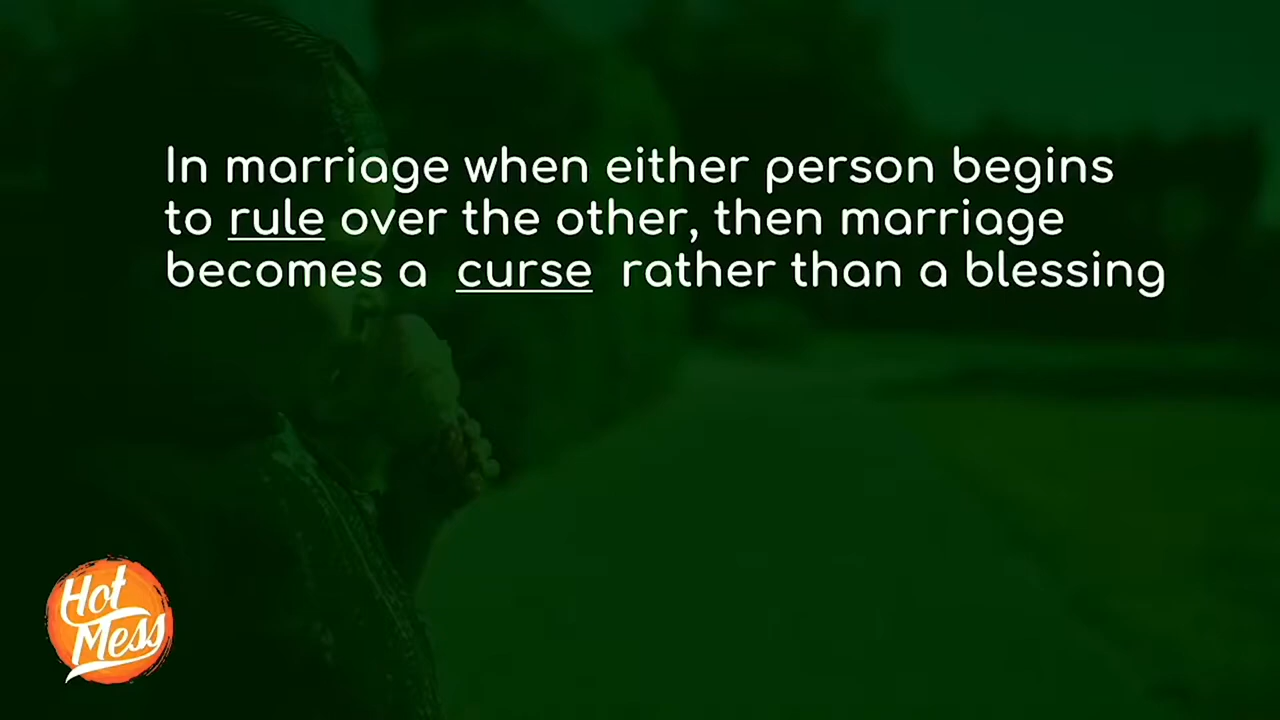 In marriage when either person begins
to rule over the other, then marriage
becomes a curse rather than a blessing
Hot
Mess